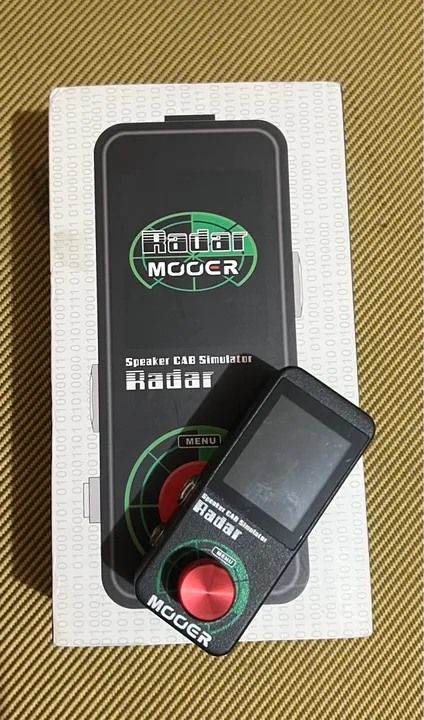 Radar
MOOER
Speaker CAB Simulator
Radar
MENU
Speaker CAB Simulator
Radar
MENU
MOOER